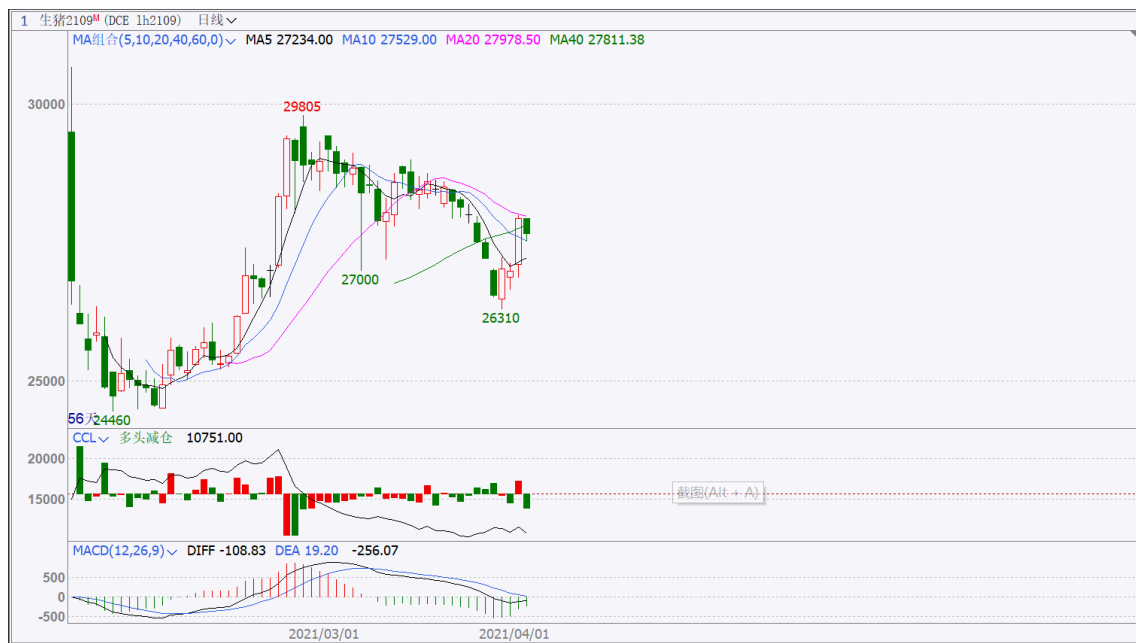 1 生猪2109M (DCE lh2109) 日线
MA组合(5,10,20,40,60,0) MA5 27234.00 MA10 27529.00 MA20 27978.50 MA40 27811.38
30000
29805
27000
26310
25000
56天
24460
CCL 多头减仓 10751.00
20000
15000
截图(Alt + A)
MACD(12,26,9) DIFF -108.83 DEA 19.20 -256.07
500
0
-500
2021/03/01 2021/04/01